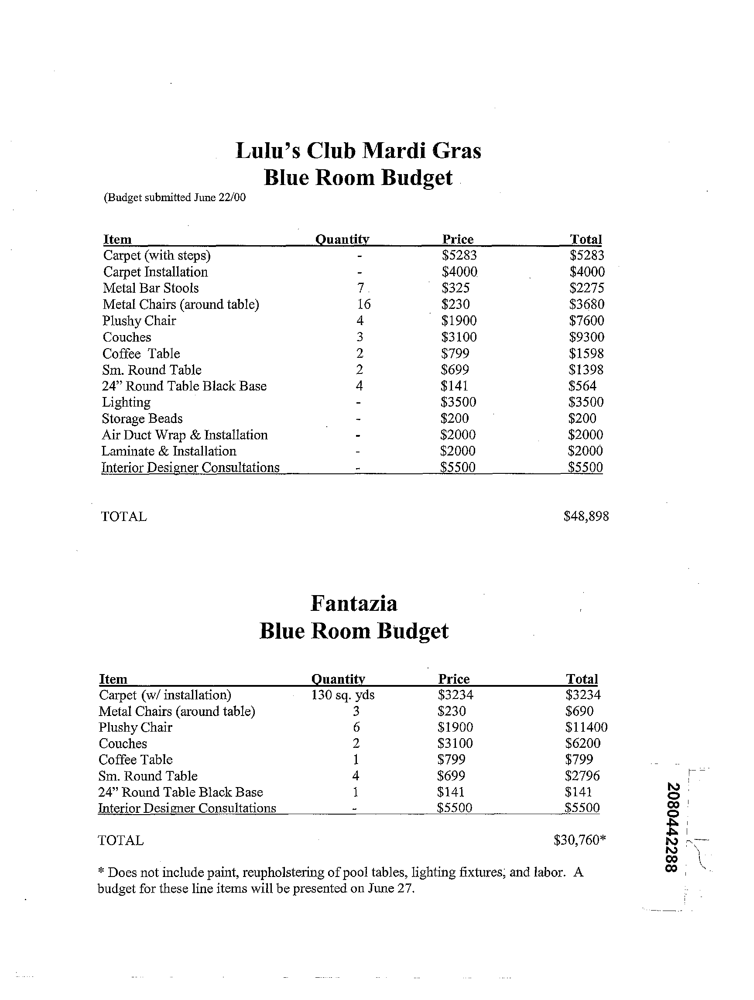 Lulu's Club Mardi Gras
Blue Room Budget
(Budget submitted June 22/00
Item Quantity Price Total
Carpet (with steps) - $5283 $5283
Carpet Installation - $4000 $4000
Metal Bar Stools 7 $325 $2275
Metal Chairs (around table) 16 $230 $3680
Plushy Chair 4 $1900 $7600
Couches 3 $3100 $9300
Coffee Table 2 $799 $1598
Sm. Round Table 2 $699 $1398
24" Round Table Black Base 4 $141 $564
Lighting - $3500 $3500
Storage Beads - $200 $200
Air Duct Wrap & Installation - $2000 $2000
Laminate & Installation - $2000 $2000
Interior Designer Consultations - $5500 $5500
TOTAL $48,898
Fantazia
Blue Room Budget
Item Quantity Price Total
Carpet (w/ installation) 130 sq. yds $3234 $3234
Metal Chairs (around table) 3 $230 $690
Plushy Chair 6 $1900 $11400
Couches 2 $3100 $6200
Coffee Table 1 $799 $799
Sm. Round Table 4 $699 $2796
24" Round Table Black Base 1 $141 $141
Interior Designer Consultations - $5500 $5500
TOTAL $30,760*
* Does not include paint, reupholstering of pool tables, lighting fixtures, and labor. A
budget for these line items will be presented on June 27.
2080442288